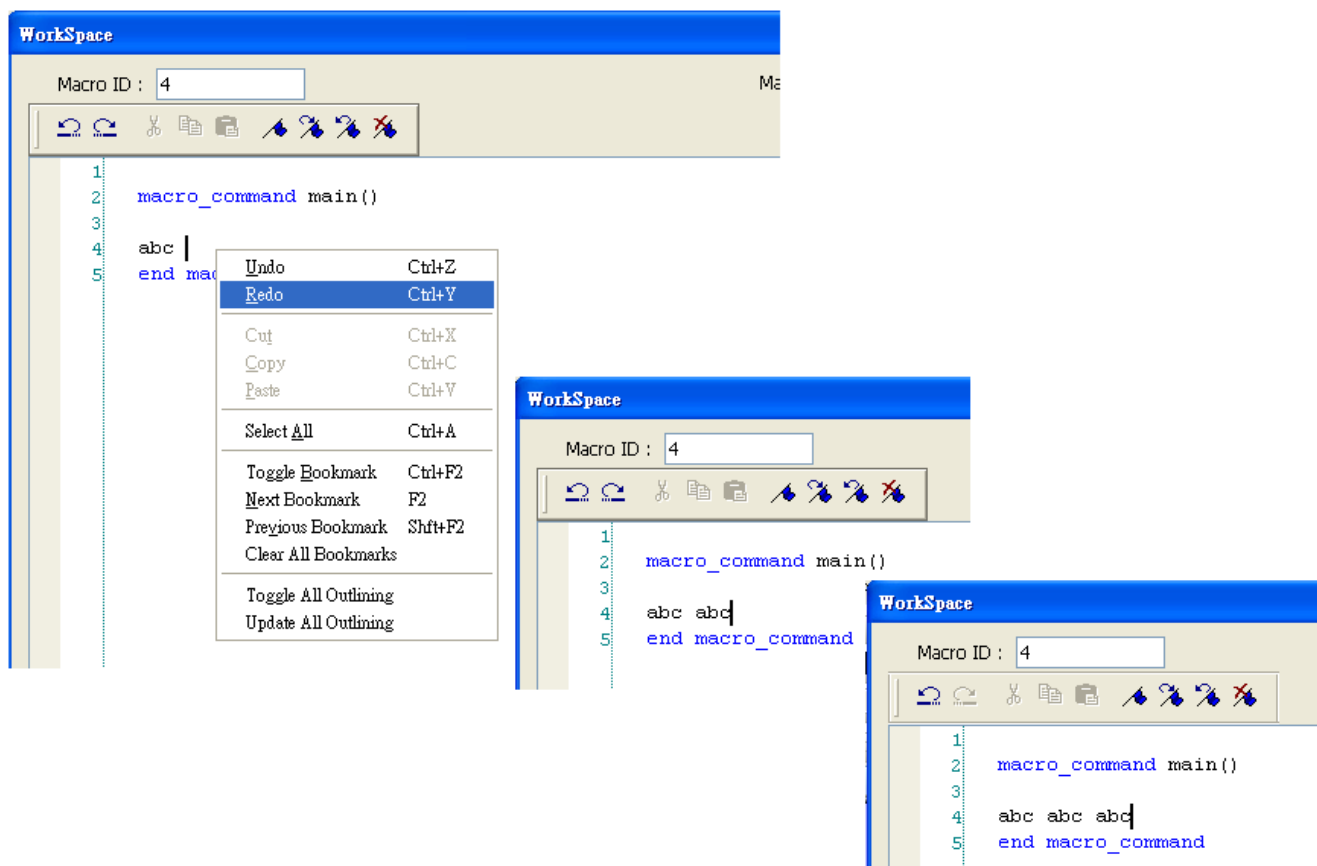 WorkSpace
Macro ID : 4
Ma
1
2 macro_command main()
3
4 abc
5 end mac
Undo Ctrl+Z
Redo Ctrl+Y
Cut Ctrl+X
Copy Ctrl+C
Paste Ctrl+V
Select All Ctrl+A
Toggle Bookmark Ctrl+F2
Next Bookmark F2
Previous Bookmark Shft+F2
Clear All Bookmarks
Toggle All Outlining
Update All Outlining
WorkSpace
Macro ID : 4
1
2 macro_command main()
3
4 abc abc
5 end macro_command
WorkSpace
Macro ID : 4
1
2 macro_command main()
3
4 abc abc abc
5 end macro_command